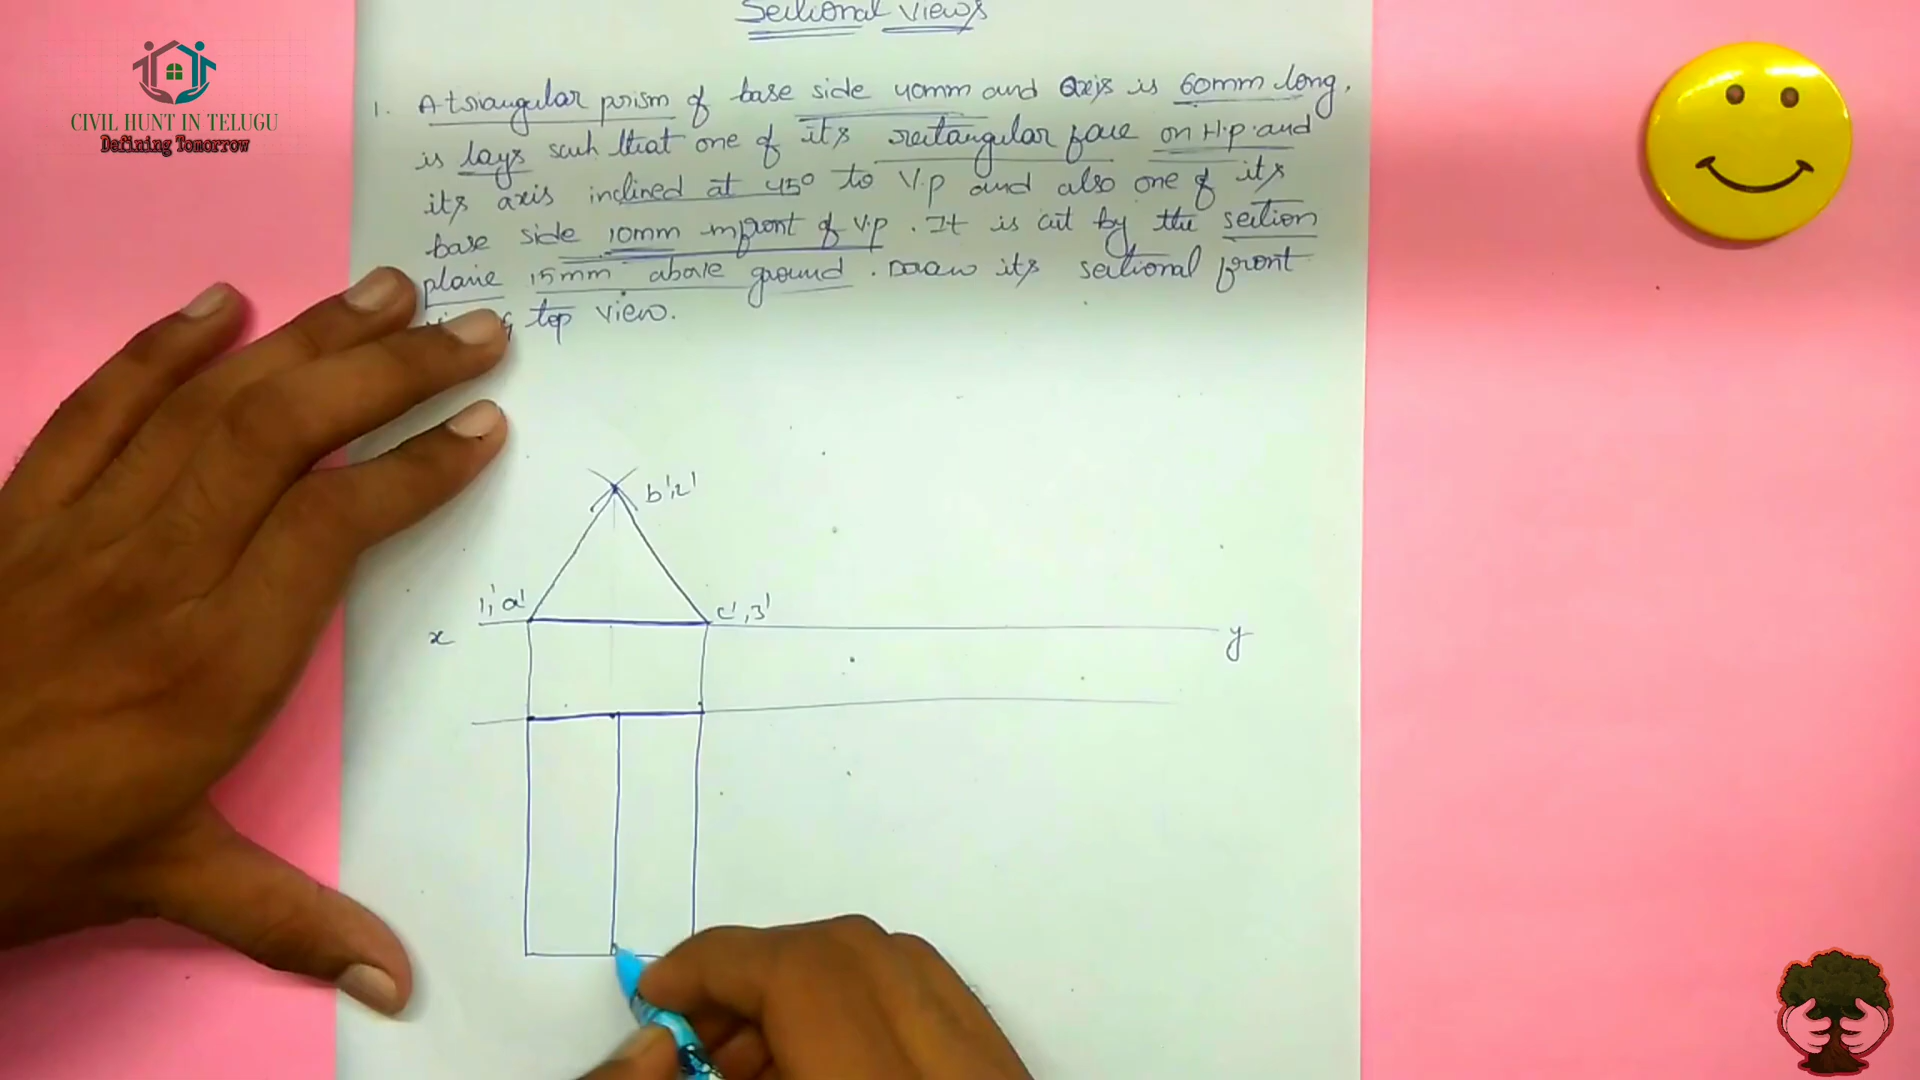 CIVIL HUNT IN TELUGU
Defining Tomorrow
Sectional Views
1. A triangular prism of base side 40mm and axis is 60mm long.
is lays such that one of its rectangular face on H.p. and
its axis inclined at 45° to V.p and also one of its
base side 10mm infront of V.p. It is cut by the section
plane 15mm above ground. Draw its sectional front
& top view.
b',2'
1',a'
c',3'
x
y